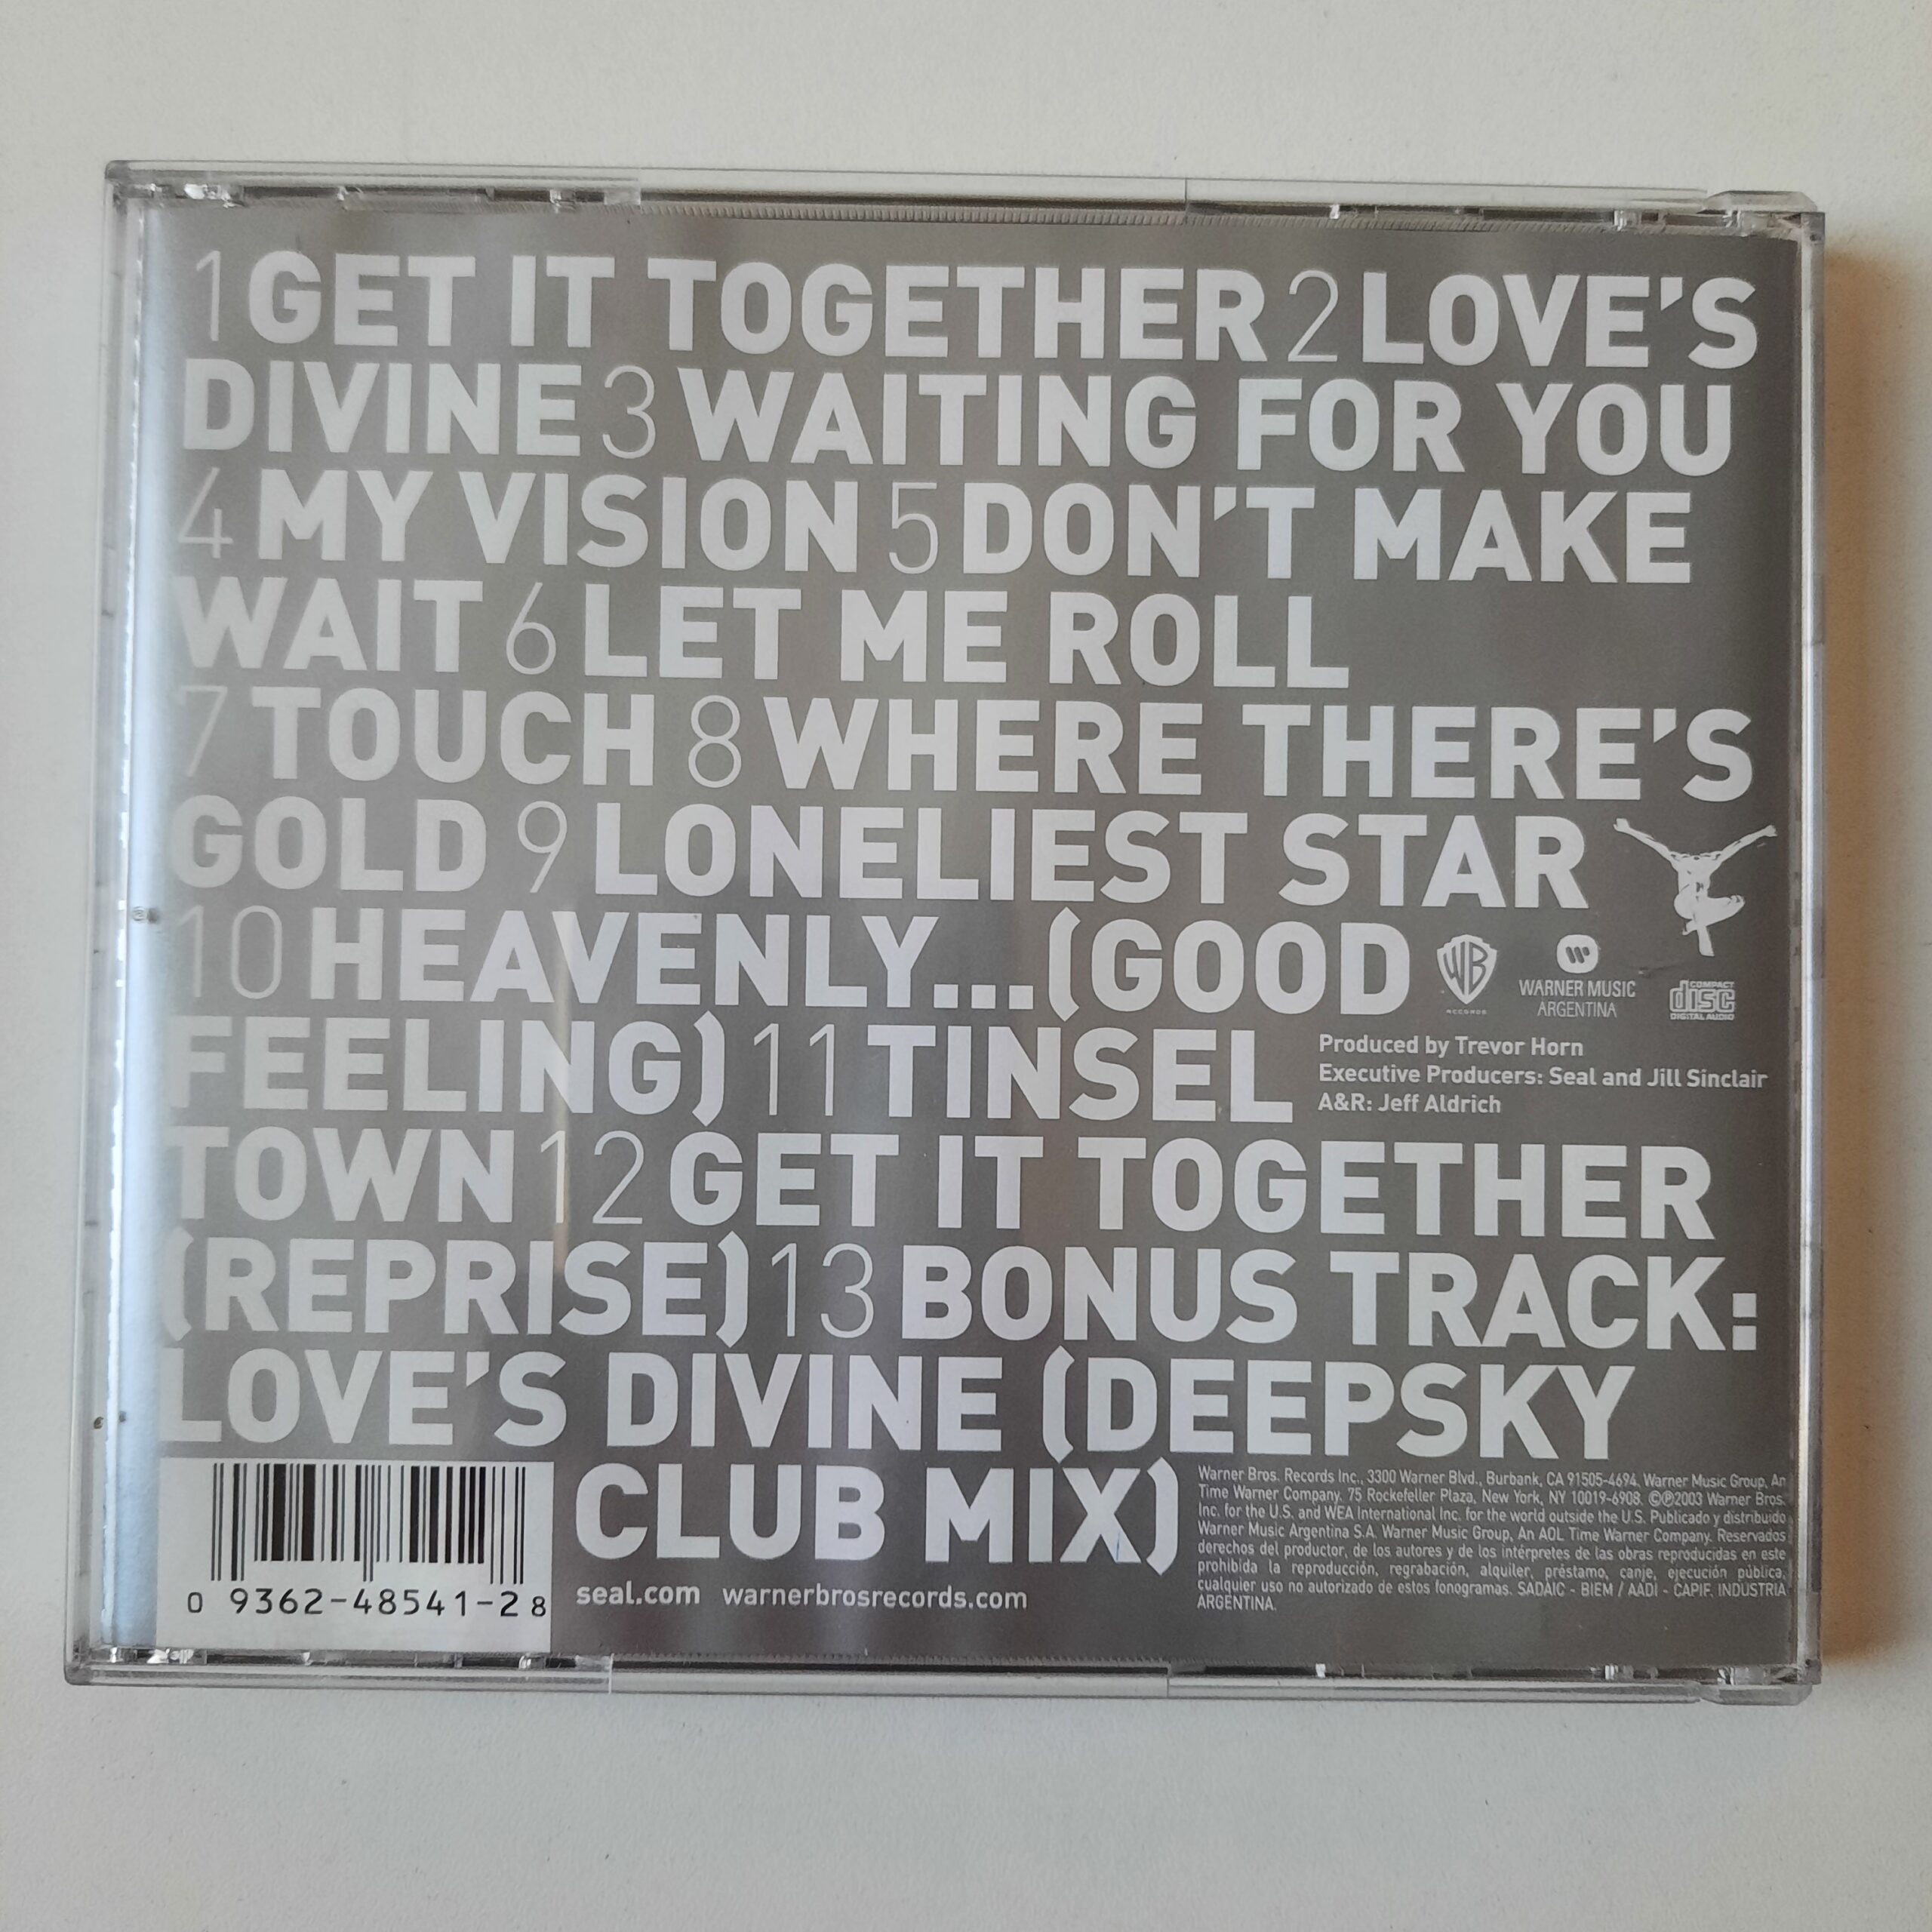 1 GET IT TOGETHER 2 LOVE'S
DIVINE 3 WAITING FOR YOU
4 MY VISION 5 DON'T MAKE
WAIT 6 LET ME ROLL
7 TOUCH 8 WHERE THERE'S
GOLD 9 LONELIEST STAR
10 HEAVENLY...(GOOD
FEELING) 11 TINSEL
TOWN 12 GET IT TOGETHER
(REPRISE) 13 BONUS TRACK:
LOVE'S DIVINE (DEEPSKY
CLUB MIX)
WB
RECORDS
WARNER MUSIC
ARGENTINA
COMPACT
disc
DIGITAL AUDIO
Produced by Trevor Horn
Executive Producers: Seal and Jill Sinclair
A&R: Jeff Aldrich
0 9362-48541-2 8
seal.com warnerbrosrecords.com
Warner Bros. Records Inc., 3300 Warner Blvd., Burbank, CA 91505-4694. Warner Music Group, An
Time Warner Company. 75 Rockefeller Plaza, New York, NY 10019-6908. ©℗2003 Warner Bros.
Inc. for the U.S. and WEA International Inc. for the world outside the U.S. Publicado y distribuido
Warner Music Argentina S.A. Warner Music Group, An AOL Time Warner Company. Reservados
derechos del productor, de los autores y de los intérpretes de las obras reproducidas en este
prohibida la reproducción, regrabación, alquiler, préstamo, canje, ejecución pública,
cualquier uso no autorizado de estos fonogramas. SADAIC - BIEM / AADI - CAPIF. INDUSTRIA
ARGENTINA.